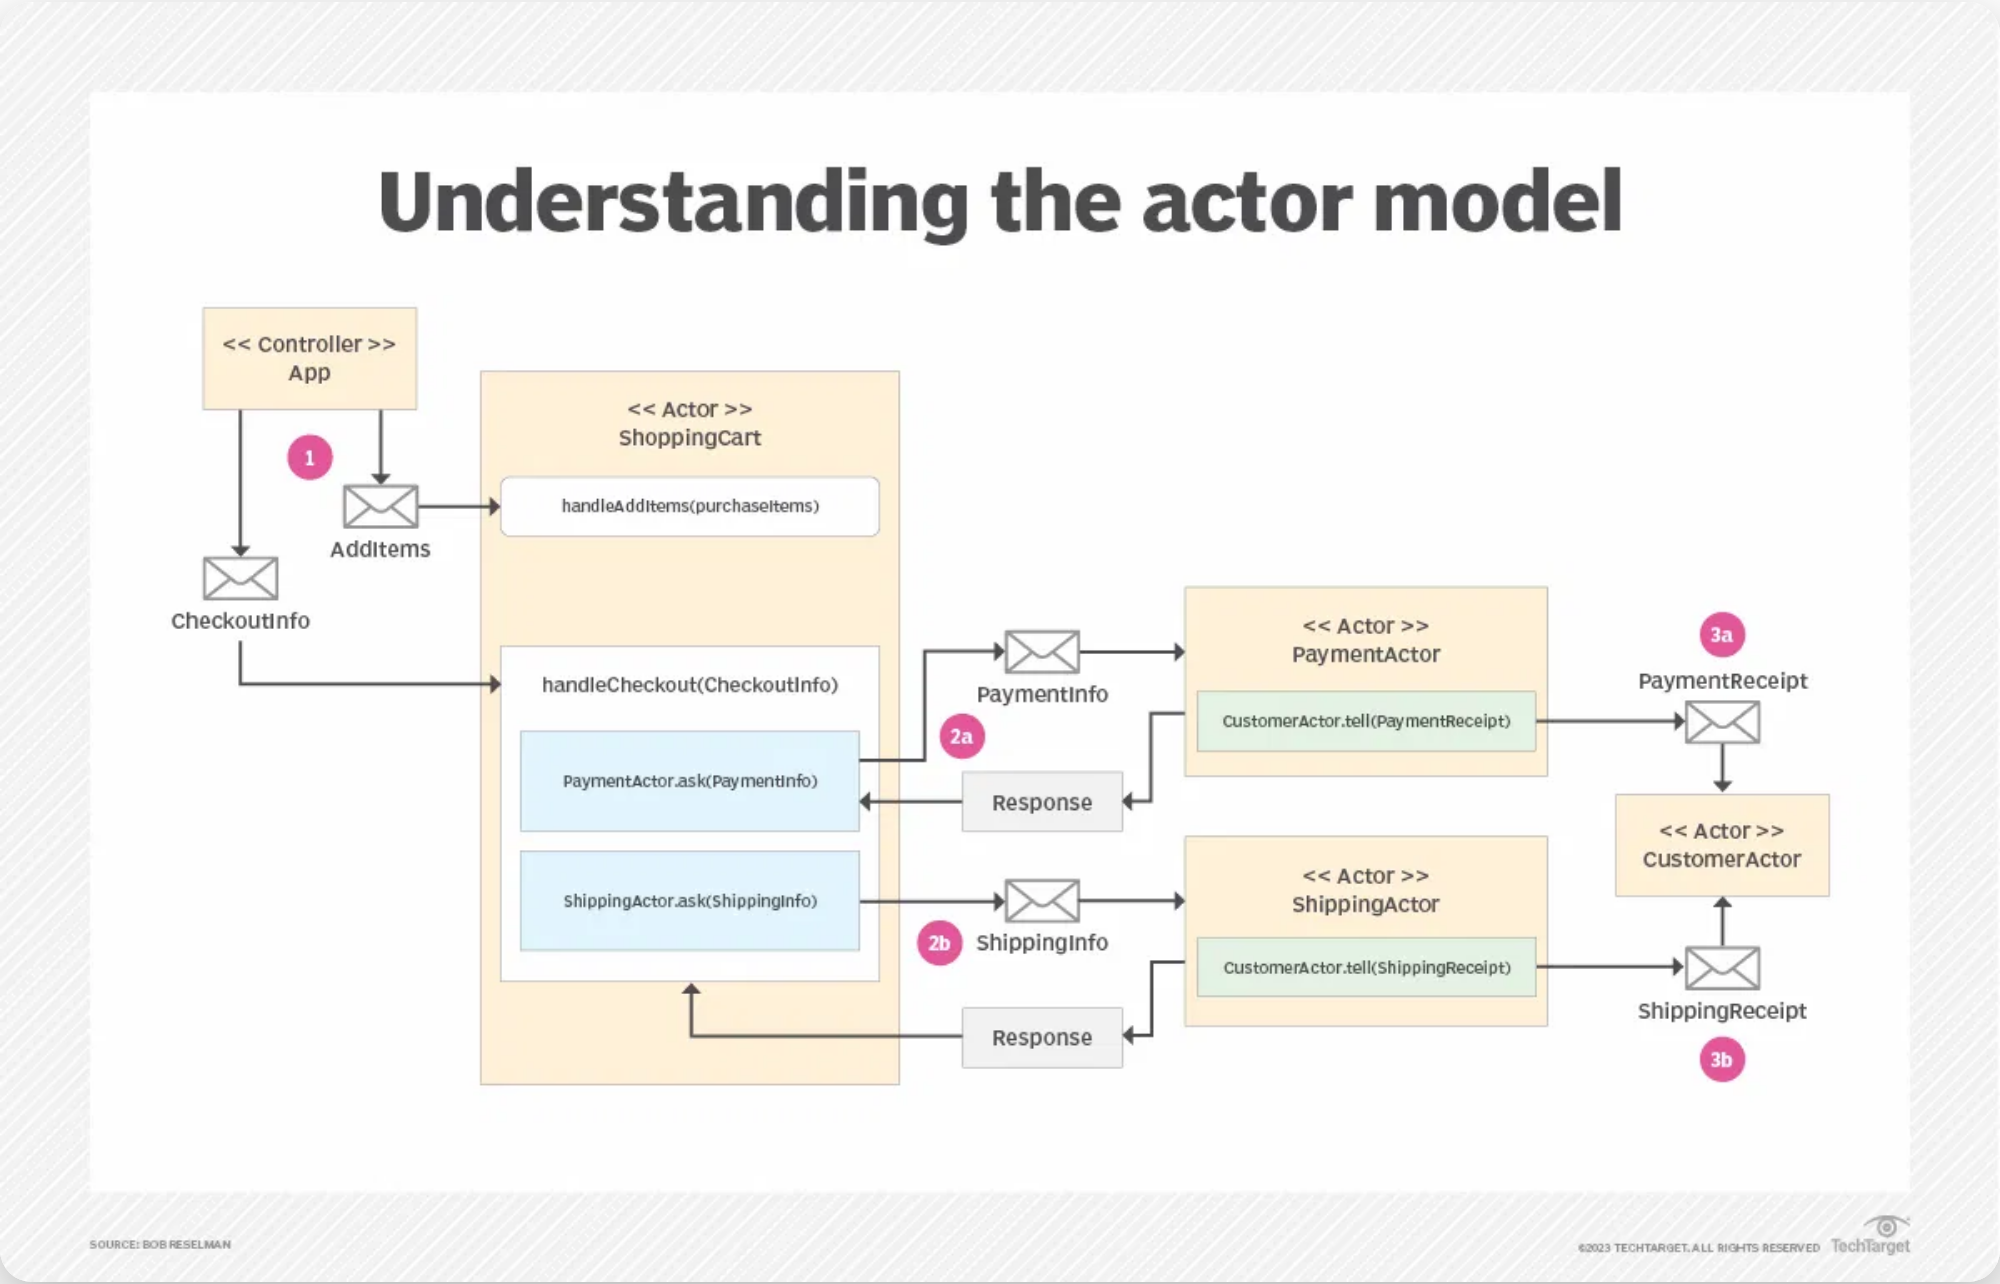 Understanding the actor model
<< Controller >>
App
1
AddItems
CheckoutInfo
<< Actor >>
ShoppingCart
handleAddItems(purchaseItems)
handleCheckout(CheckoutInfo)
PaymentActor.ask(PaymentInfo)
ShippingActor.ask(ShippingInfo)
PaymentInfo
2a
Response
2b
ShippingInfo
Response
<< Actor >>
PaymentActor
CustomerActor.tell(PaymentReceipt)
<< Actor >>
ShippingActor
CustomerActor.tell(ShippingReceipt)
3a
PaymentReceipt
<< Actor >>
CustomerActor
ShippingReceipt
3b
SOURCE: BOB RESELMAN
©2023 TECHTARGET. ALL RIGHTS RESERVED
TechTarget